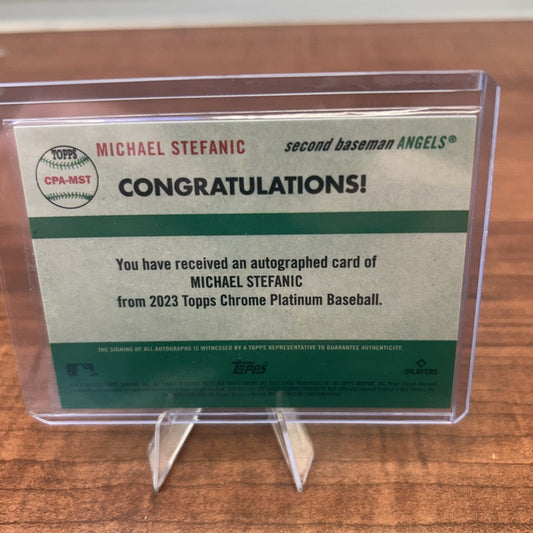 TOPPS
CPA-MST
MICHAEL STEFANIC
second baseman ANGELS®
CONGRATULATIONS!
You have received an autographed card of
MICHAEL STEFANIC
from 2023 Topps Chrome Platinum Baseball.
THE SIGNING OF ALL AUTOGRAPHS IS WITNESSED BY A TOPPS REPRESENTATIVE TO GUARANTEE AUTHENTICITY.
Topps
PLAYERS